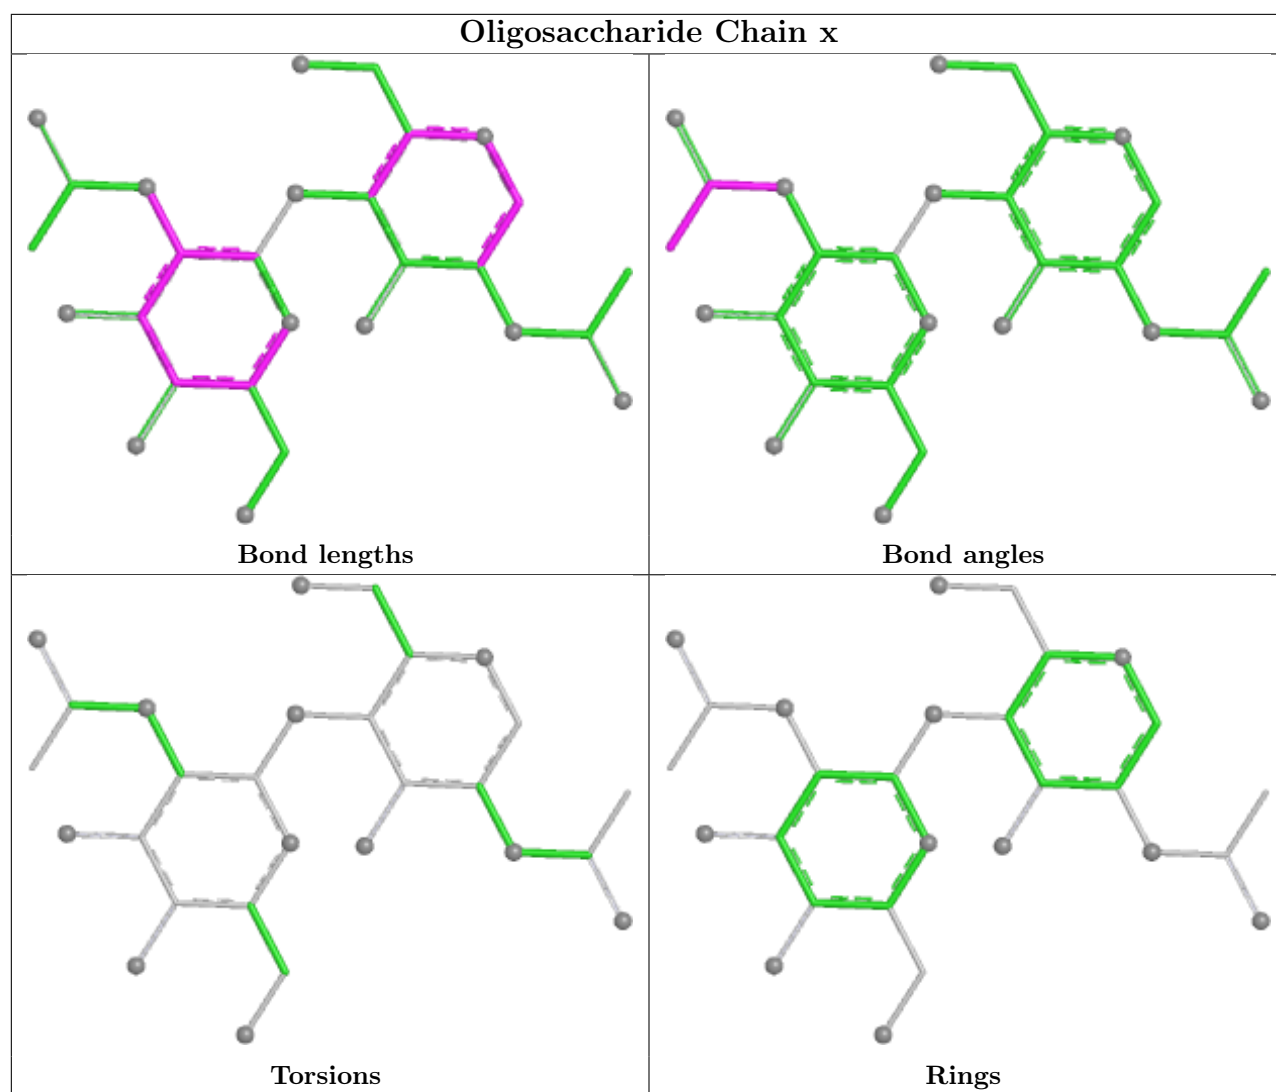 Oligosaccharide Chain x
Bond lengths
Bond angles
Torsions
Rings